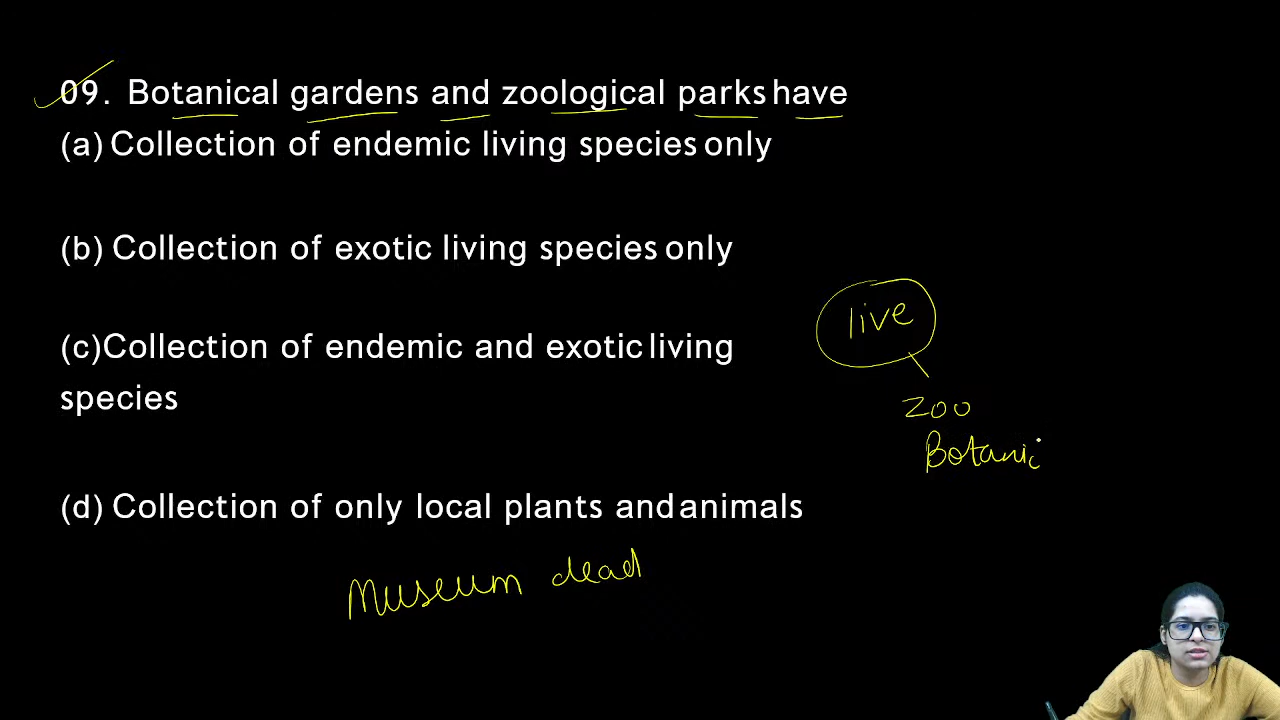 09. Botanical gardens and zoological parks have
(a) Collection of endemic living species only
(b) Collection of exotic living species only
(c)Collection of endemic and exotic living
species
(d) Collection of only local plants and animals
live
zoo
Botanic
Museum dead